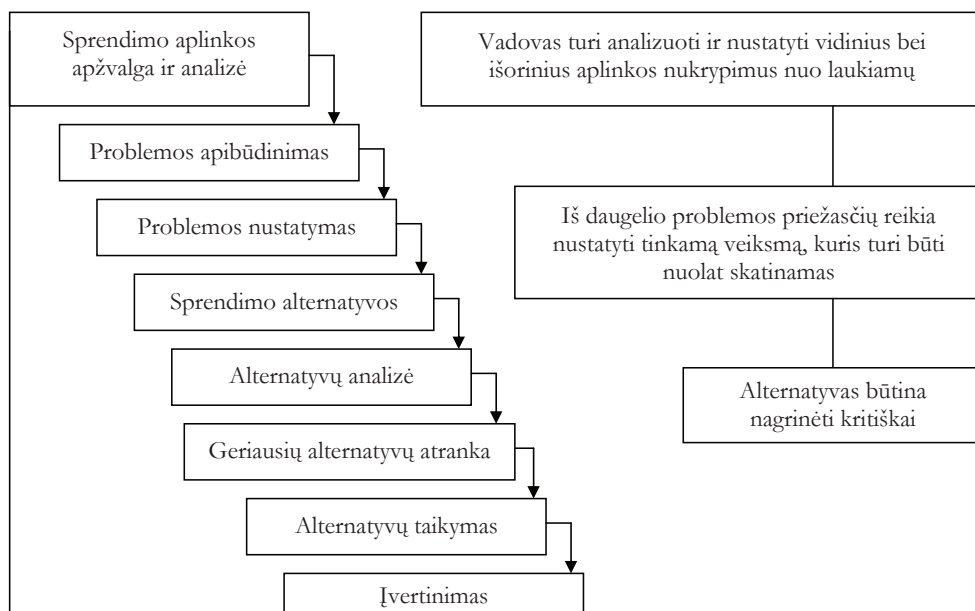 Sprendimo aplinkos
apžvalga ir analizė
Problemos apibūdinimas
Problemos nustatymas
Sprendimo alternatyvos
Alternatyvų analizė
Geriausių alternatyvų atranka
Alternatyvų taikymas
Įvertinimas
Vadovas turi analizuoti ir nustatyti vidinius bei
išorinius aplinkos nukrypimus nuo laukiamų
Iš daugelio problemos priežasčių reikia
nustatyti tinkamą veiksmą, kuris turi būti
nuolat skatinamas
Alternatyvas būtina
nagrinėti kritiškai